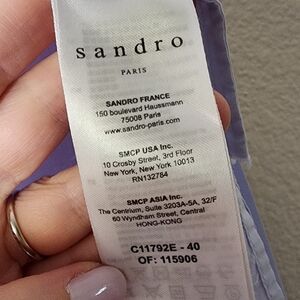 sandro
PARIS
SANDRO FRANCE
150 boulevard Haussmann
75008 Paris
www.sandro-paris.com
SMCP USA Inc.
10 Crosby Street, 3rd Floor
New York, New York 10013
RN132784
SMCP ASIA Inc.
The Centrium, Suite 3203A-5A, 32/F
60 Wyndham Street, Central
HONG-KONG
C11792E - 40
OF: 115906